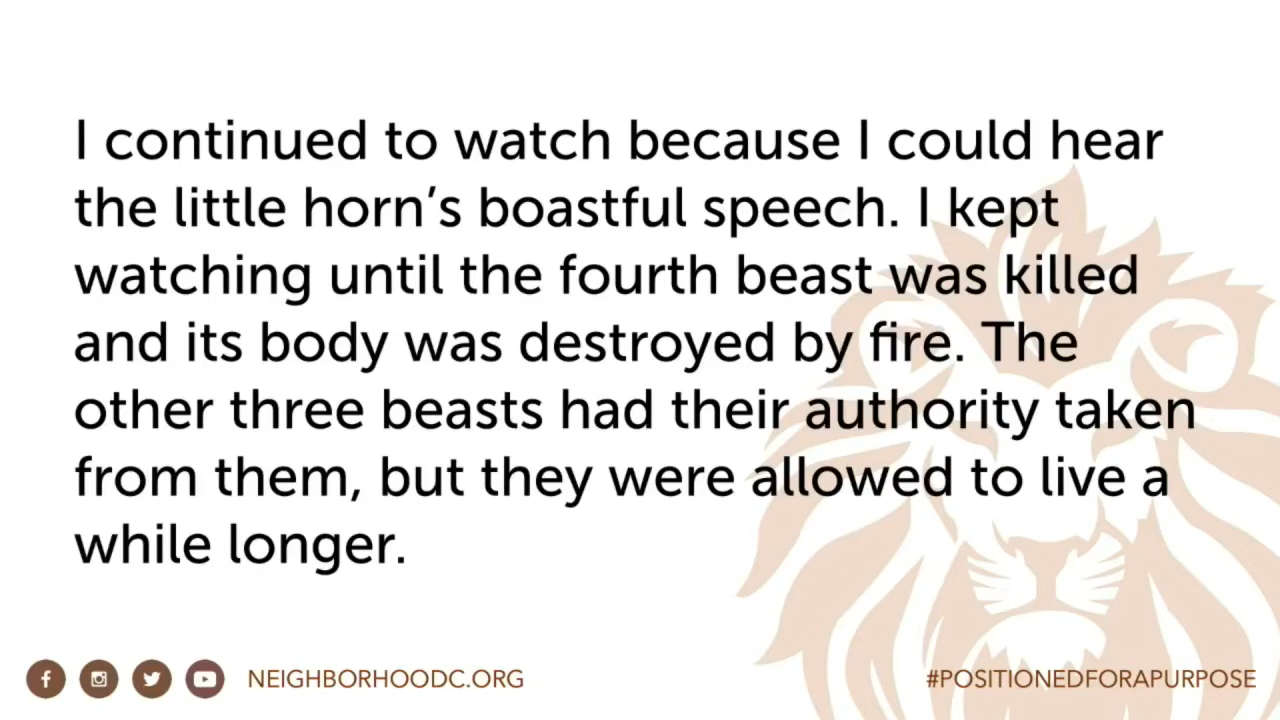 I continued to watch because I could hear
the little horn’s boastful speech. I kept
watching until the fourth beast was killed
and its body was destroyed by fire. The
other three beasts had their authority taken
from them, but they were allowed to live a
while longer.
NEIGHBORHOODC.ORG
#POSITIONEDFORAPURPOSE